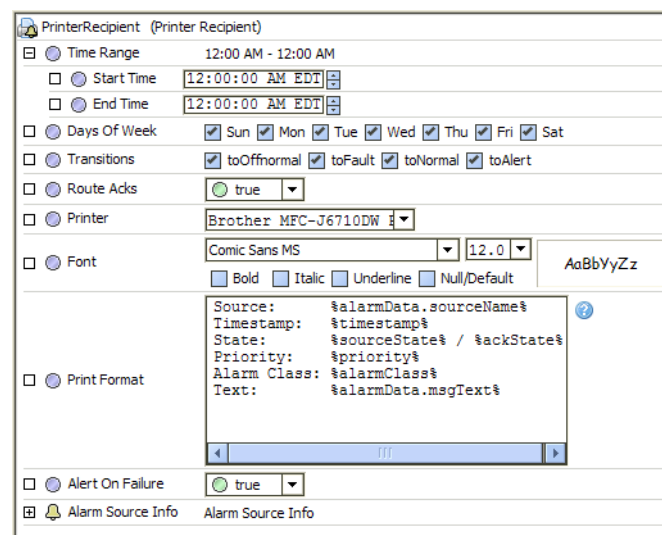 PrinterRecipient (Printer Recipient)
Time Range 12:00 AM - 12:00 AM
Start Time 12:00:00 AM EDT
End Time 12:00:00 AM EDT
Days Of Week Sun Mon Tue Wed Thu Fri Sat
Transitions toOffnormal toFault toNormal toAlert
Route Acks true
Printer Brother MFC-J6710DW
Font Comic Sans MS 12.0 AaBbYyZz
Bold Italic Underline Null/Default
Source: %alarmData.sourceName%
Timestamp: %timestamp%
State: %sourceState% / %ackState%
Priority: %priority%
Print Format Alarm Class: %alarmClass%
Text: %alarmData.msgText%
Alert On Failure true
Alarm Source Info Alarm Source Info